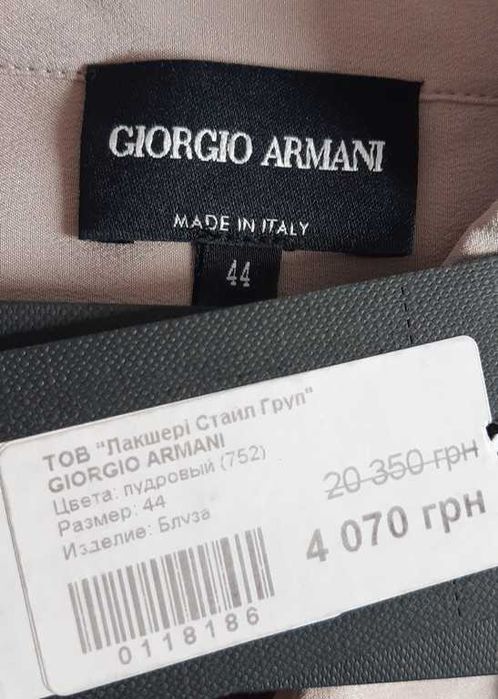 GIORGIO ARMANI
MADE IN ITALY
44
ТОВ "Лакшері Стаил Груп"
GIORGIO ARMANI
Цвета: пудровый (752)
Размер: 44
Изделие: Блуза
20 350 грн
4 070 грн
0118186